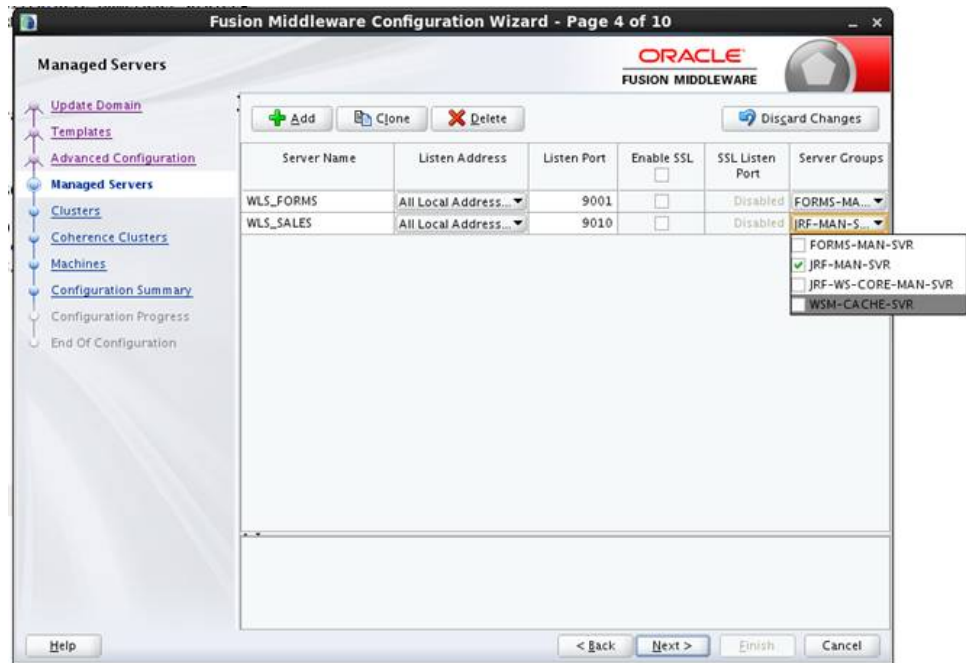 Fusion Middleware Configuration Wizard - Page 4 of 10
Managed Servers
ORACLE
FUSION MIDDLEWARE
Update Domain
Templates
Advanced Configuration
Managed Servers
Clusters
Coherence Clusters
Machines
Configuration Summary
Configuration Progress
End Of Configuration
Add Clone Delete Discard Changes
Server Name Listen Address Listen Port Enable SSL SSL Listen Port Server Groups
WLS_FORMS All Local Address... 9001 Disabled FORMS-MA...
WLS_SALES All Local Address... 9010 Disabled JRF-MAN-S...
FORMS-MAN-SVR
JRF-MAN-SVR
JRF-WS-CORE-MAN-SVR
WSM-CACHE-SVR
Help < Back Next > Finish Cancel